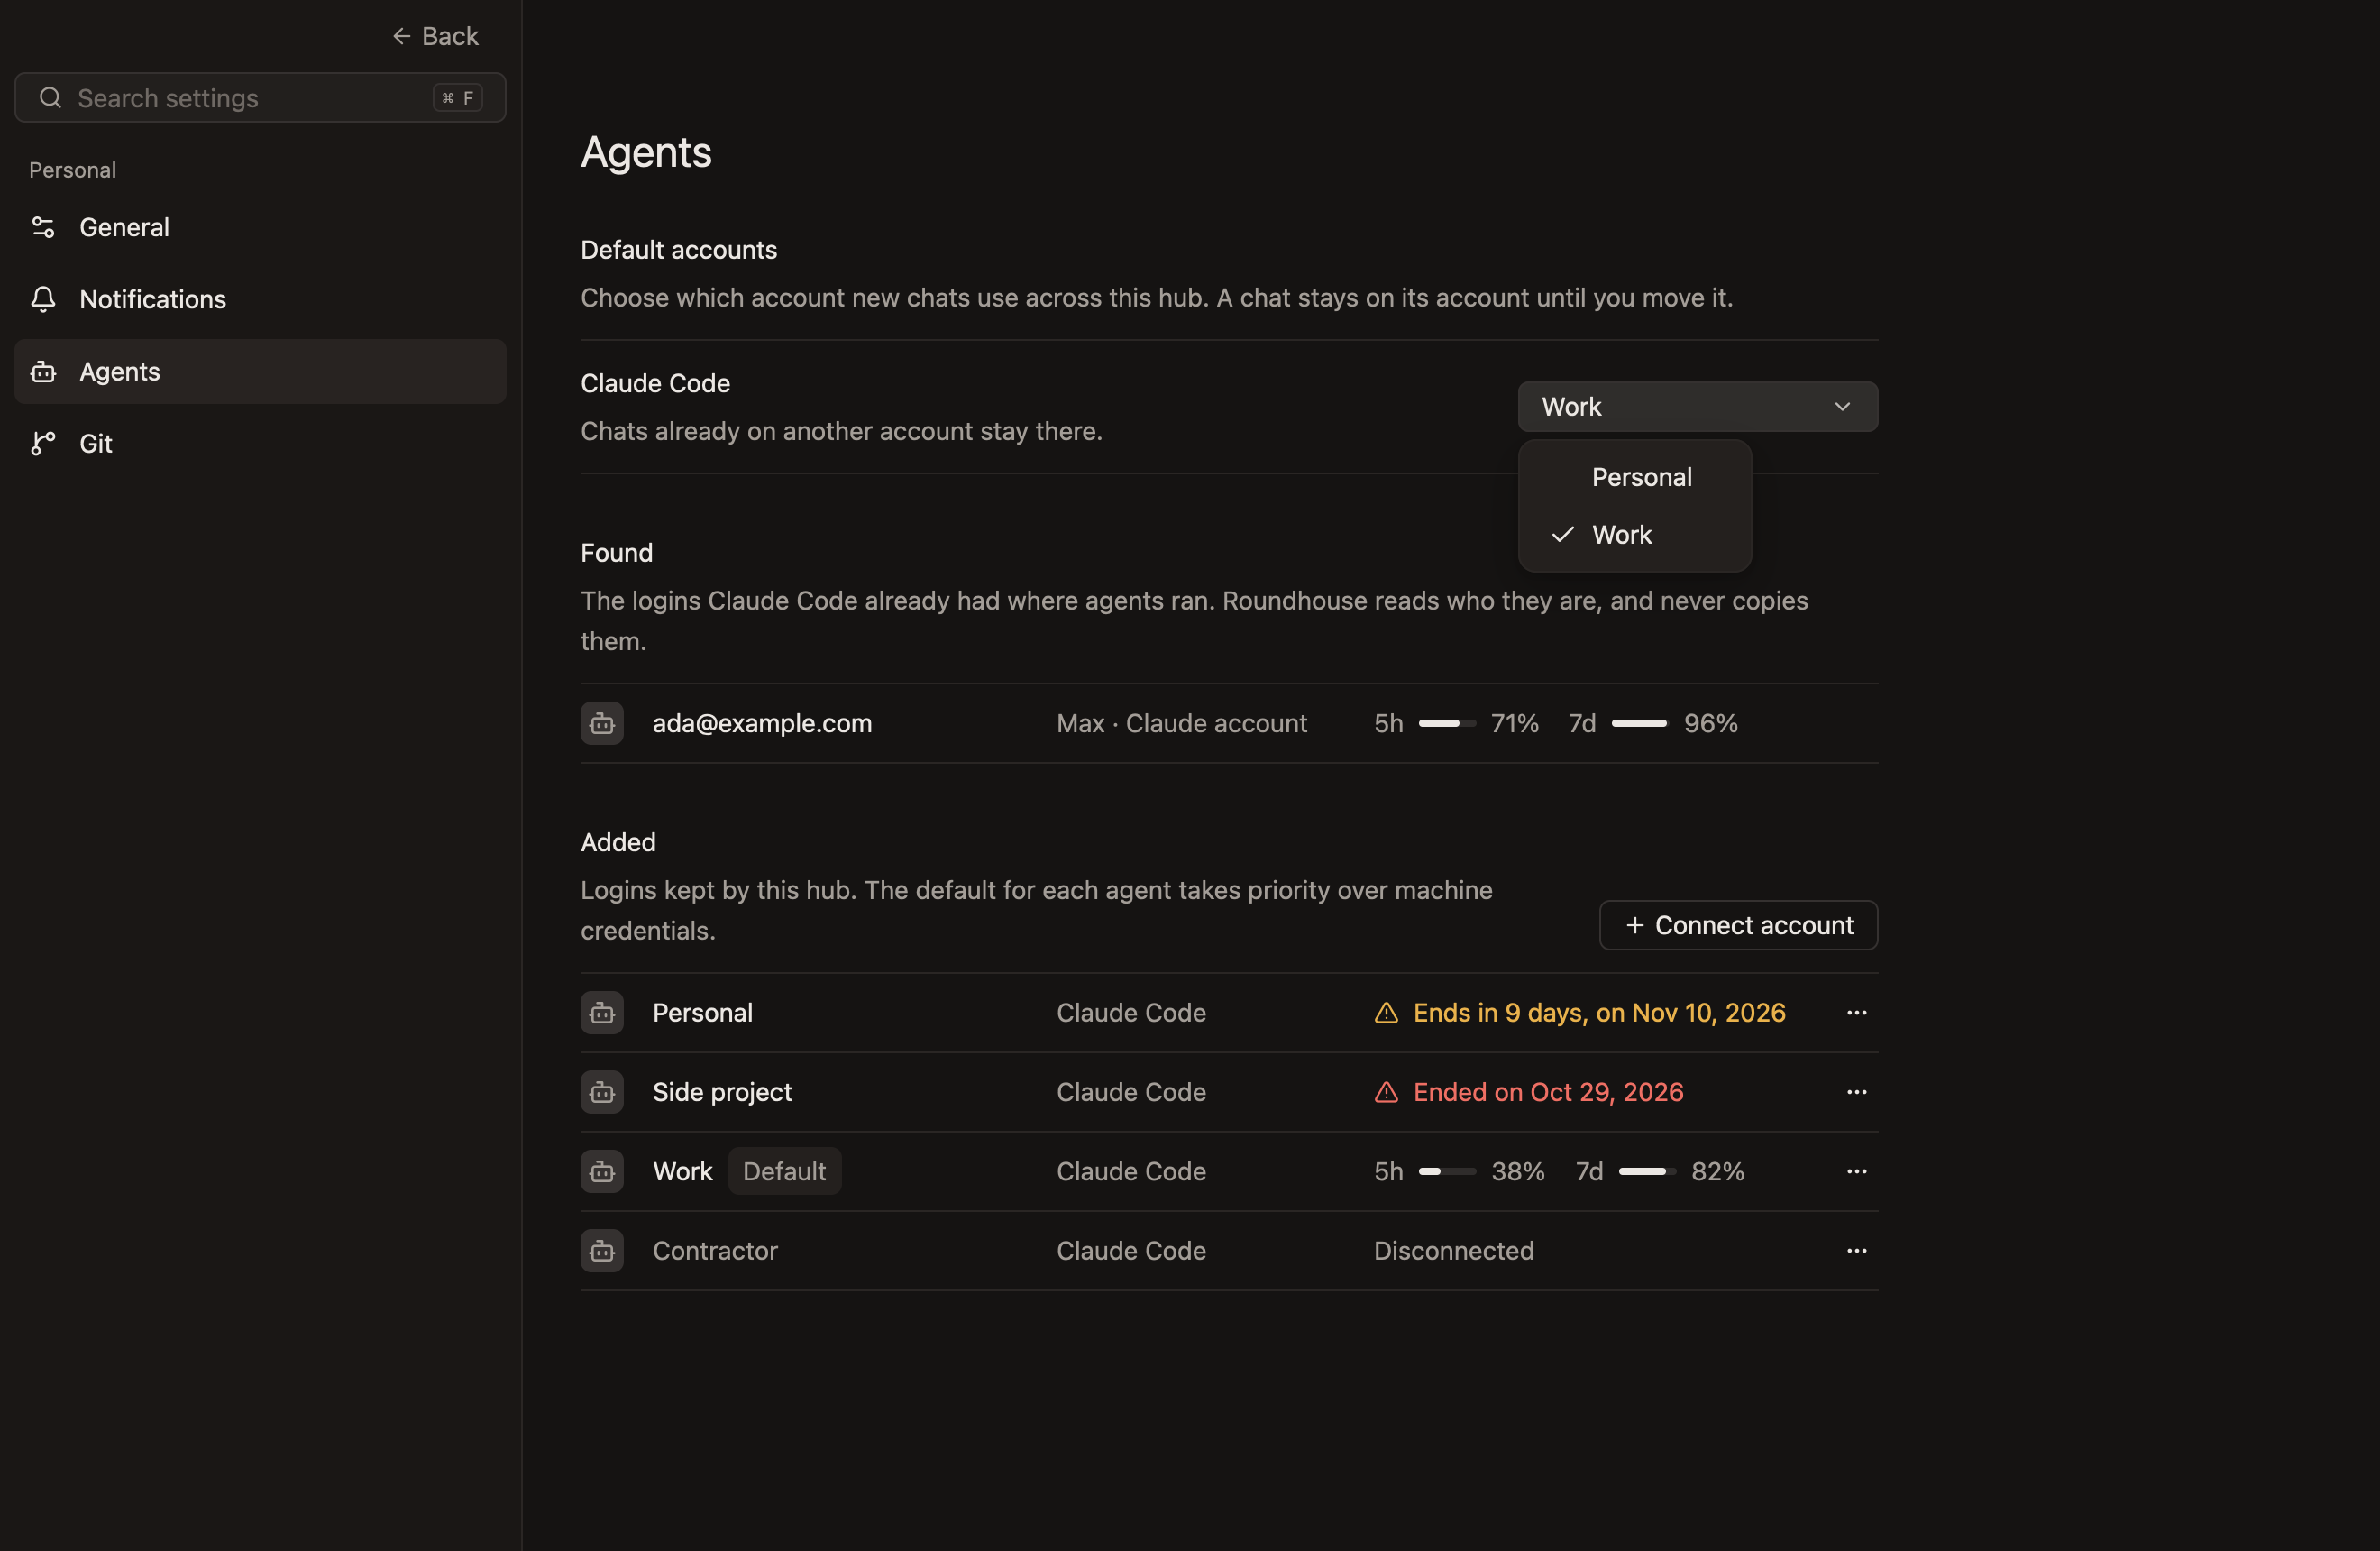 ← Back
Search settings ⌘ F
Personal
General
Notifications
Agents
Git
Agents
Default accounts
Choose which account new chats use across this hub. A chat stays on its account until you move it.
Claude Code
Chats already on another account stay there.
Work
Personal
Work
Found
The logins Claude Code already had where agents ran. Roundhouse reads who they are, and never copies
them.
ada@example.com Max · Claude account 5h 71% 7d 96%
Added
Logins kept by this hub. The default for each agent takes priority over machine
credentials.
+ Connect account
Personal Claude Code Ends in 9 days, on Nov 10, 2026 ···
Side project Claude Code Ended on Oct 29, 2026 ···
Work Default Claude Code 5h 38% 7d 82% ···
Contractor Claude Code Disconnected ···